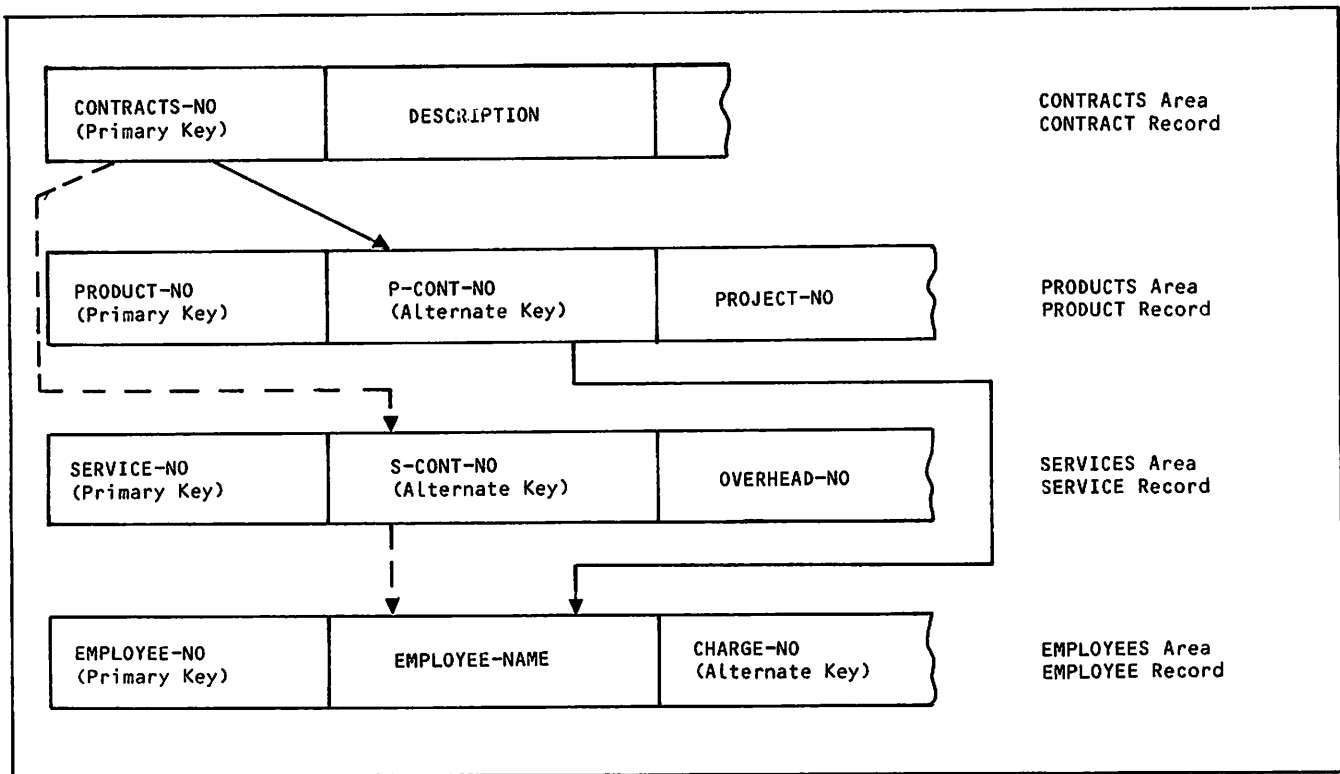 CONTRACTS-NO
(Primary Key)
DESCRIPTION
CONTRACTS Area
CONTRACT Record
PRODUCT-NO
(Primary Key)
P-CONT-NO
(Alternate Key)
PROJECT-NO
PRODUCTS Area
PRODUCT Record
SERVICE-NO
(Primary Key)
S-CONT-NO
(Alternate Key)
OVERHEAD-NO
SERVICES Area
SERVICE Record
EMPLOYEE-NO
(Primary Key)
EMPLOYEE-NAME
CHARGE-NO
(Alternate Key)
EMPLOYEES Area
EMPLOYEE Record